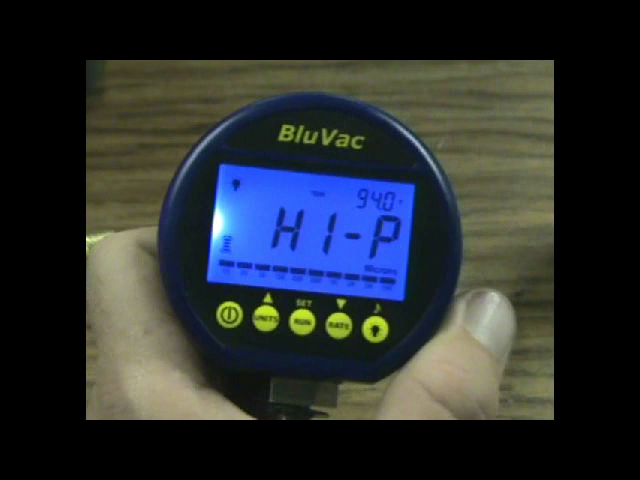 BluVac
94.0
HI-P
Microns
SET
UNITS
RUN
RATE